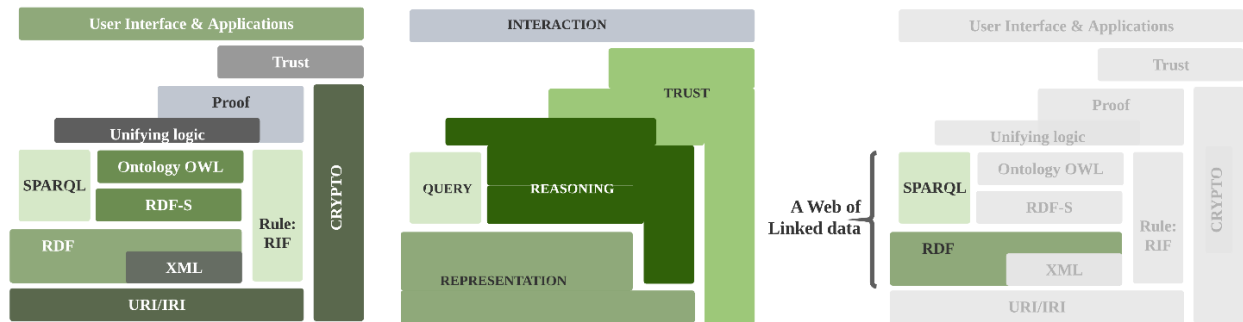 User Interface & Applications
Trust
Proof
Unifying logic
Ontology OWL
SPARQL
RDF-S
Rule:
RIF
RDF
XML
URI/IRI
CRYPTO
INTERACTION
TRUST
QUERY
REASONING
REPRESENTATION
A Web of
Linked data
User Interface & Applications
Trust
Proof
Unifying logic
Ontology OWL
SPARQL
RDF-S
Rule:
RIF
RDF
XML
URI/IRI
CRYPTO